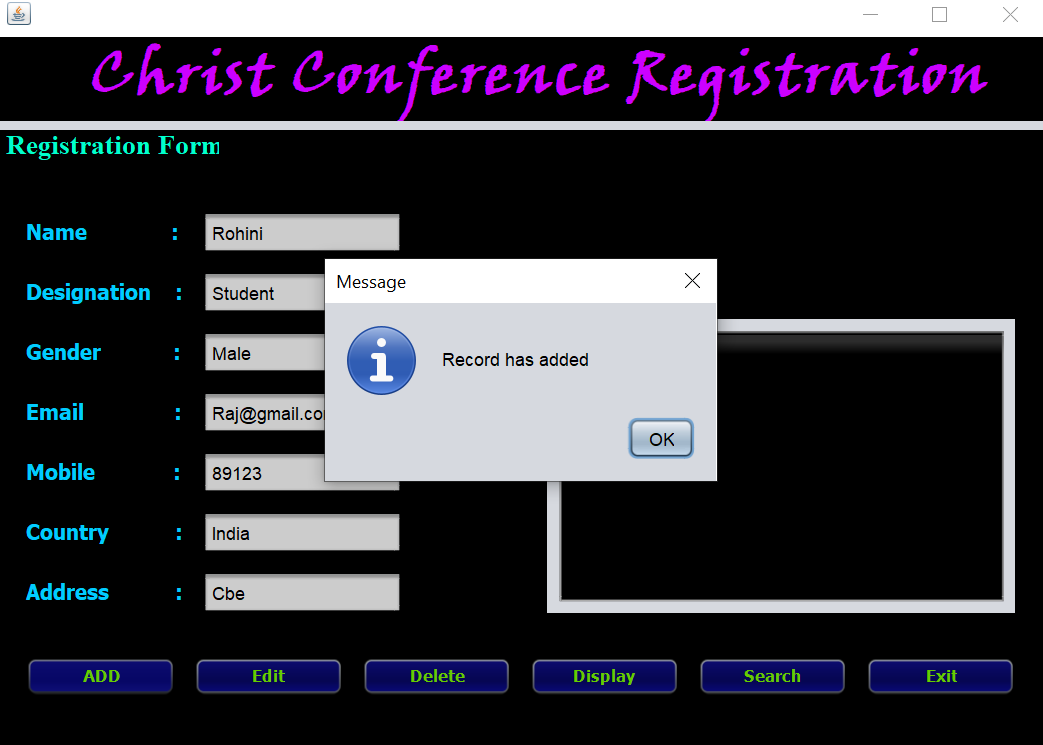 Christ Conference Registration
Registration Form
Name : Rohini
Message
Designation : Student
Gender : Male
Record has added
Email : Raj@gmail.co
OK
Mobile : 89123
Country : India
Address : Cbe
ADD Edit Delete Display Search Exit